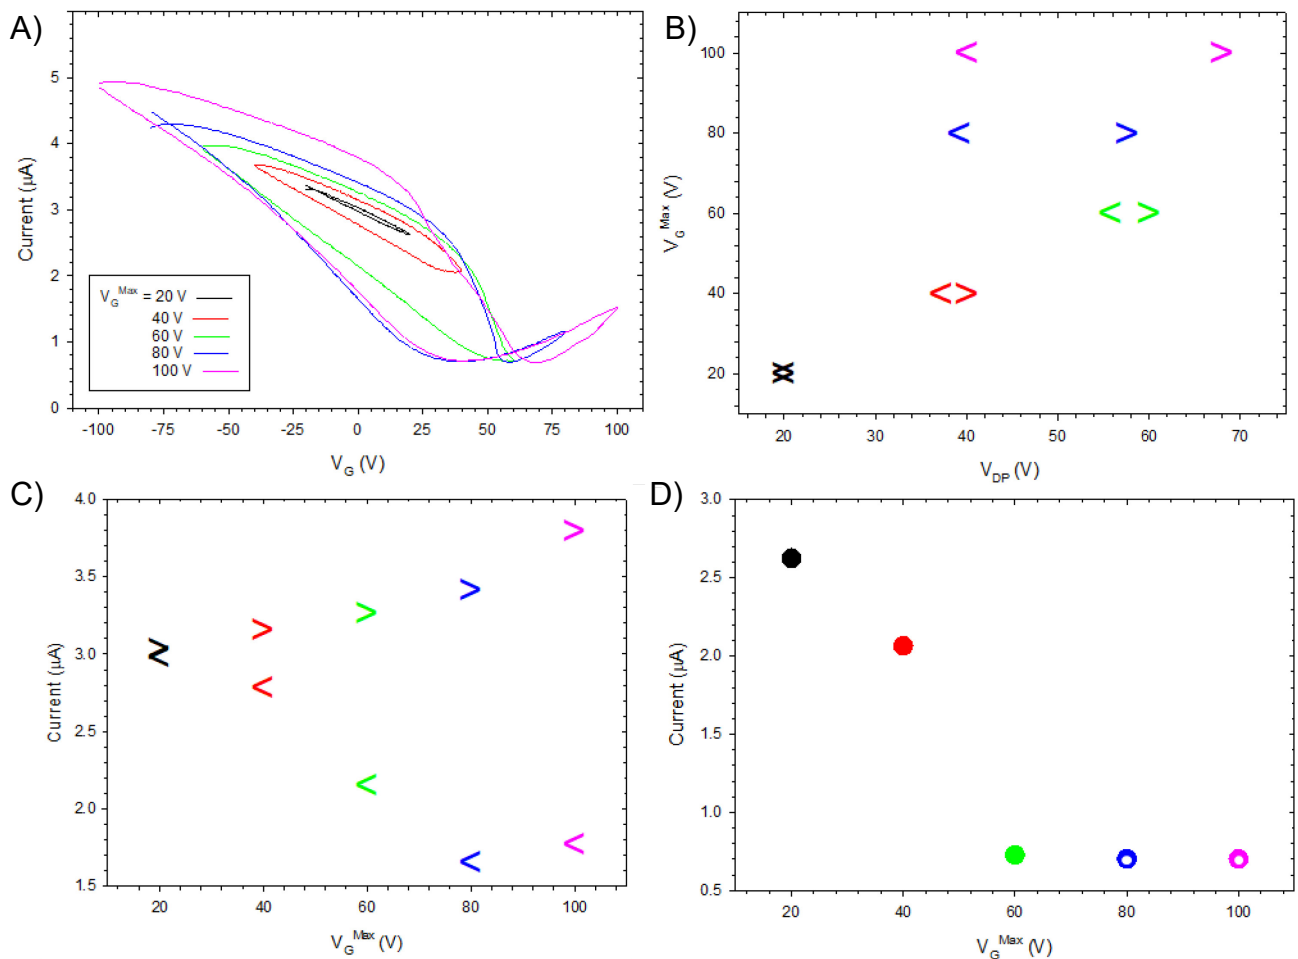 A)
Current (μA)
5
4
3
2
1
0
V_G^Max = 20 V
40 V
60 V
80 V
100 V
-100 -75 -50 -25 0 25 50 75 100
V_G (V)
B)
V_G^Max (V)
100
80
60
40
20
< >
< >
< >
<>
><
20 30 40 50 60 70
V_DP (V)
C)
Current (μA)
4.0
3.5
3.0
2.5
2.0
1.5
> > > > >
< < < < <
20 40 60 80 100
V_G^Max (V)
D)
Current (μA)
3.0
2.5
2.0
1.5
1.0
0.5
20 40 60 80 100
V_G^Max (V)